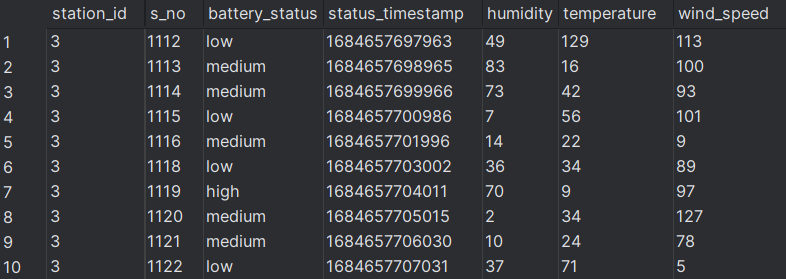 station_id s_no battery_status status_timestamp humidity temperature wind_speed
1 3 1112 low 1684657697963 49 129 113
2 3 1113 medium 1684657698965 83 16 100
3 3 1114 medium 1684657699966 73 42 93
4 3 1115 low 1684657700986 7 56 101
5 3 1116 medium 1684657701996 14 22 9
6 3 1118 low 1684657703002 36 34 89
7 3 1119 high 1684657704011 70 9 97
8 3 1120 medium 1684657705015 2 34 127
9 3 1121 medium 1684657706030 10 24 78
10 3 1122 low 1684657707031 37 71 5